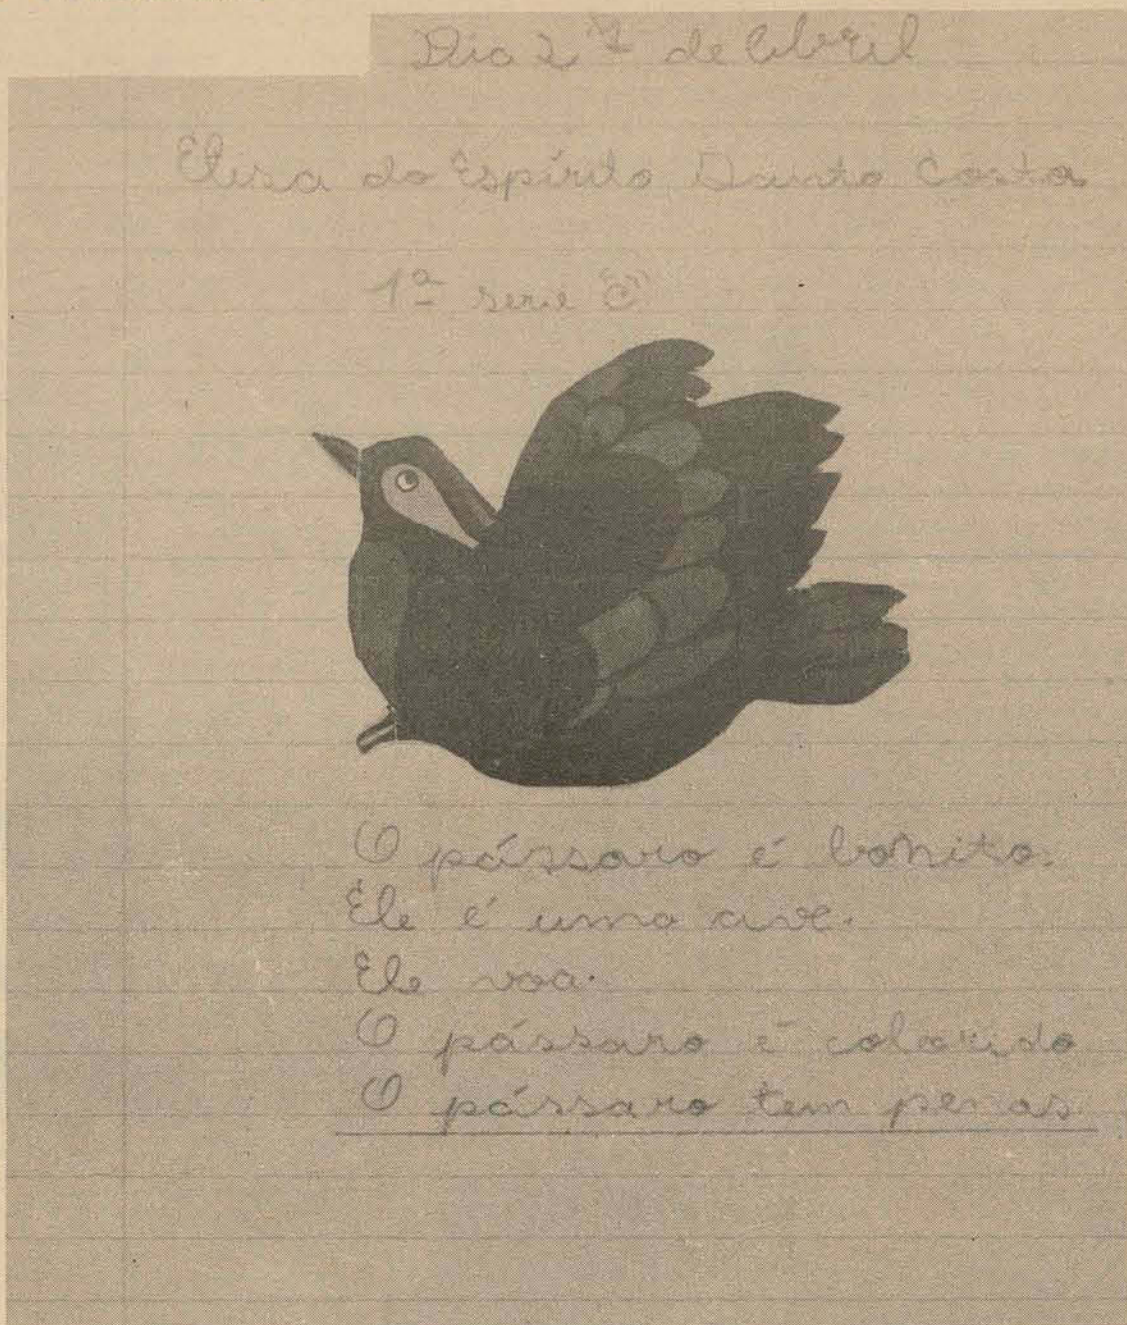 Dia 27 de Abril
Elisa do Espírito Santo Costa
1ª serie "C"
O pássaro é bonito.
Ele é uma ave.
Ele voa.
O pássaro é colorido
O pássaro tem penas.